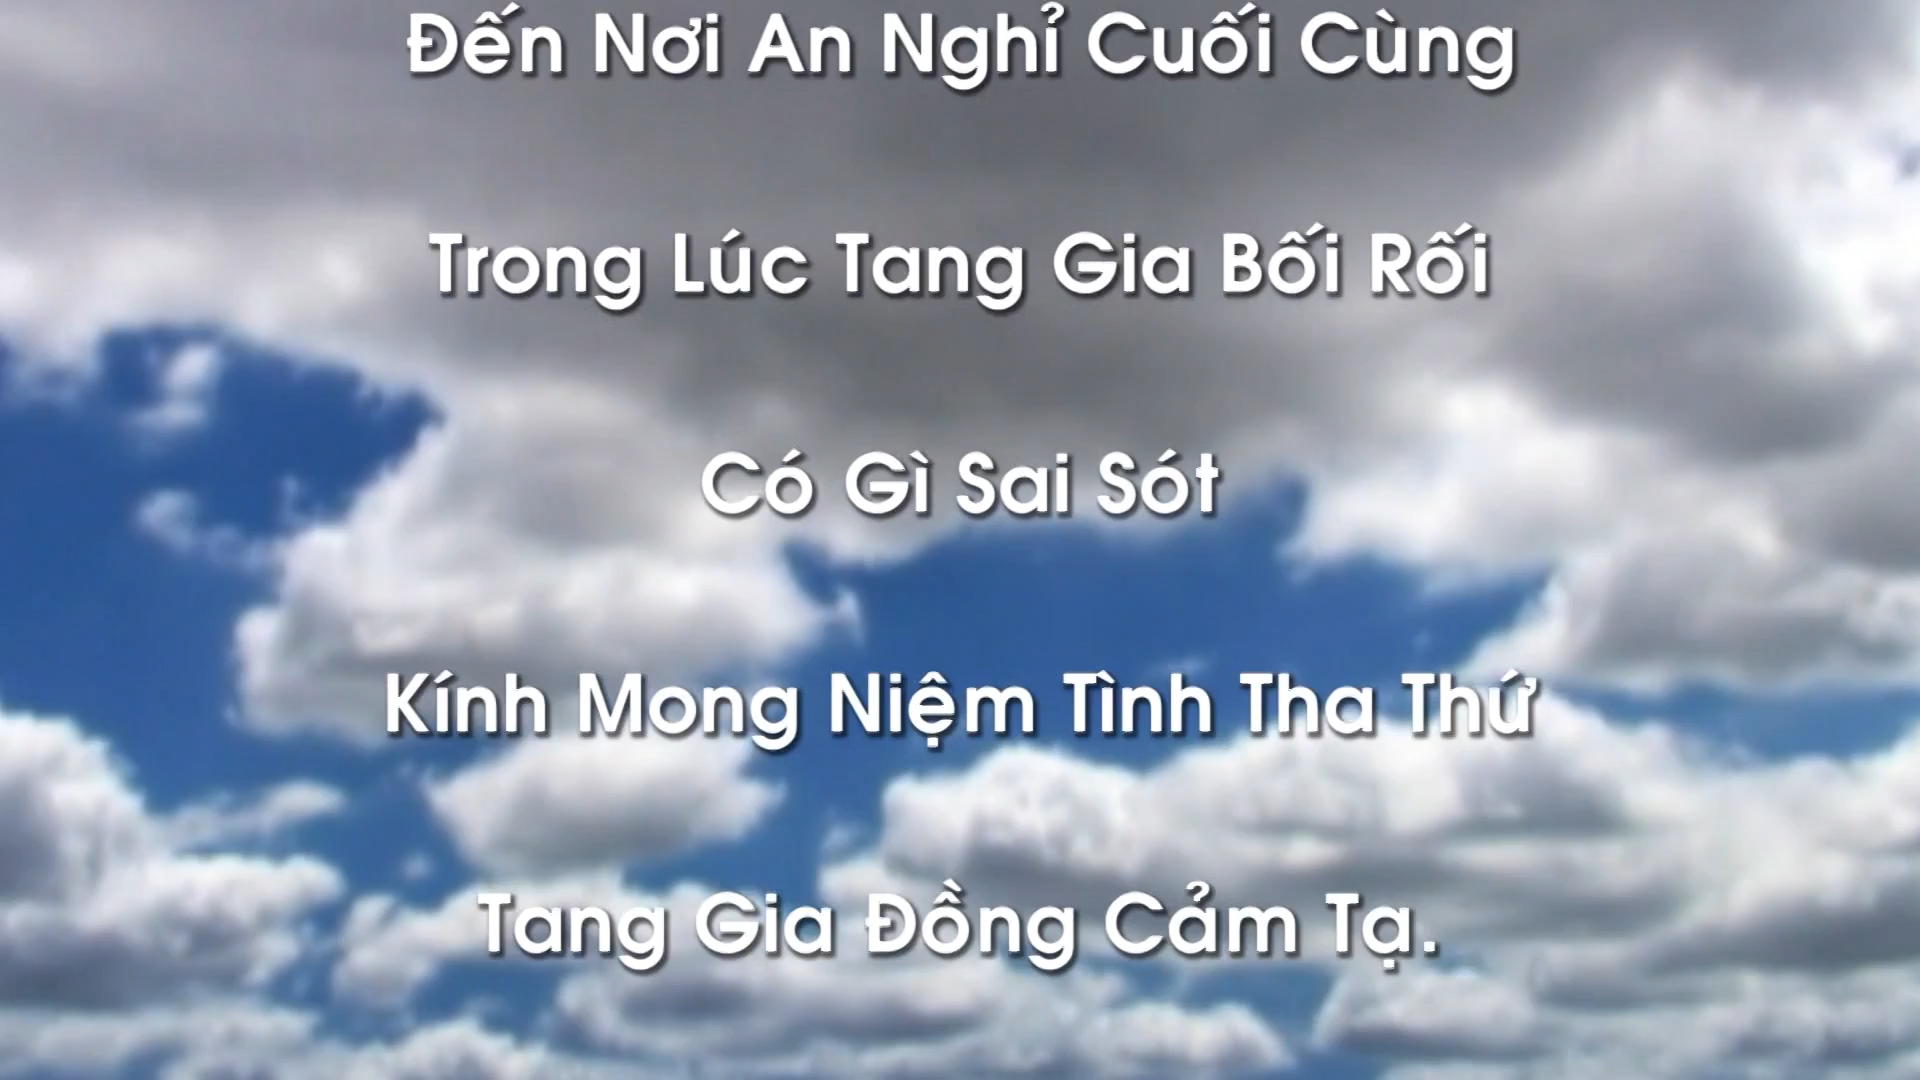 Đến Nơi An Nghỉ Cuối Cùng
Trong Lúc Tang Gia Bối Rối
Có Gì Sai Sót
Kính Mong Niệm Tình Tha Thứ
Tang Gia Đồng Cảm Tạ.